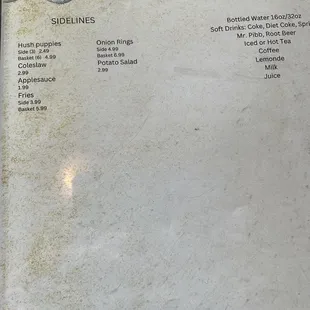 SIDELINES
Hush puppies
Side (3) 2.49
Basket (6) 4.99
Coleslaw
2.99
Applesauce
1.99
Fries
Side 3.99
Basket 5.99
Onion Rings
Side 4.99
Basket 6.99
Potato Salad
2.99
Bottled Water 16oz/32oz
Soft Drinks: Coke, Diet Coke, Spri
Mr. Pibb, Root Beer
Iced or Hot Tea
Coffee
Lemonde
Milk
Juice